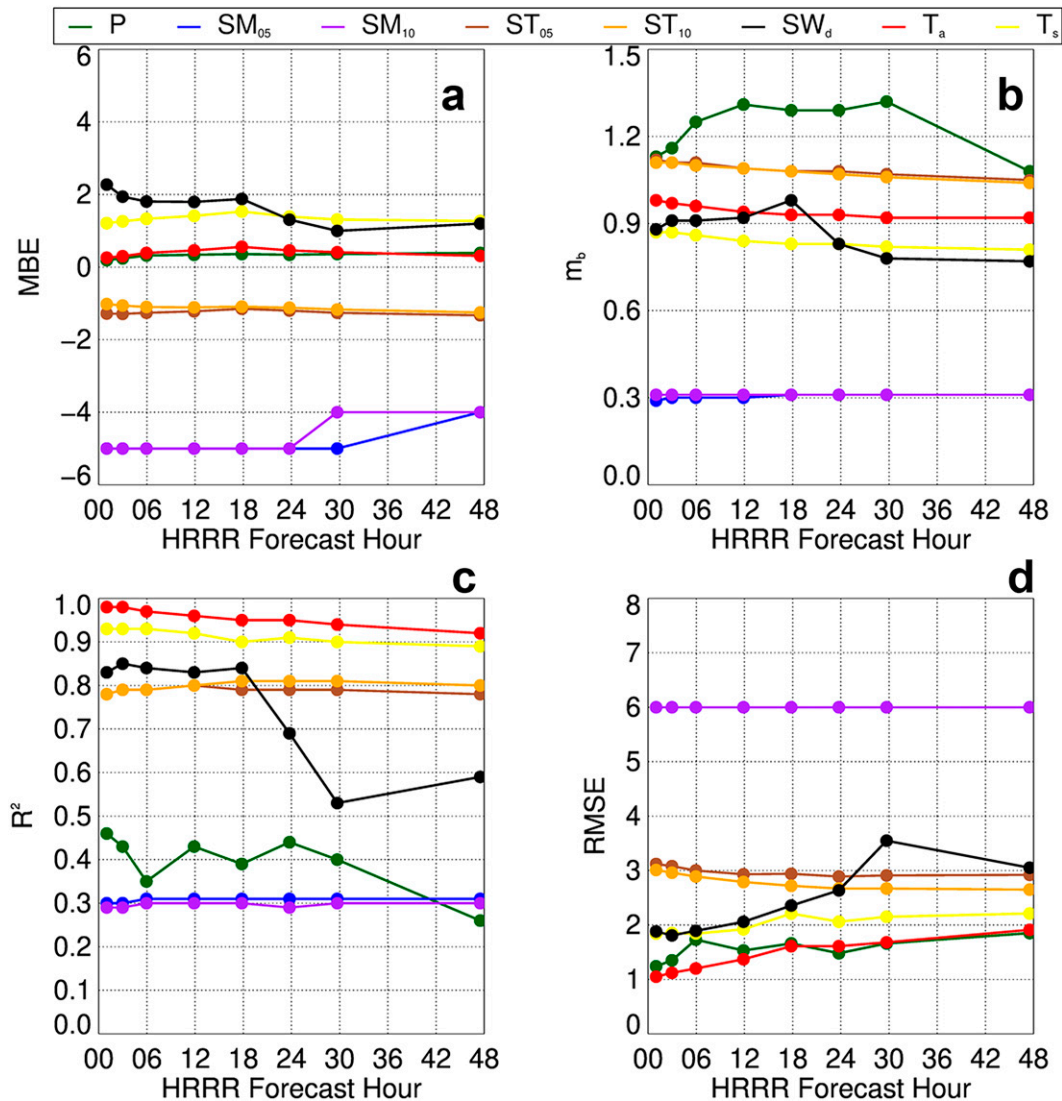 P SM₀₅ SM₁₀ ST₀₅ ST₁₀ SW_d T_a T_s
a
6
4
2
0
−2
−4
−6
MBE
00 06 12 18 24 30 36 42 48
HRRR Forecast Hour
b
1.5
1.2
0.9
0.6
0.3
0.0
m_b
00 06 12 18 24 30 36 42 48
HRRR Forecast Hour
c
1.0
0.9
0.8
0.7
0.6
0.5
0.4
0.3
0.2
0.1
0.0
R²
00 06 12 18 24 30 36 42 48
HRRR Forecast Hour
d
8
7
6
5
4
3
2
1
0
RMSE
00 06 12 18 24 30 36 42 48
HRRR Forecast Hour